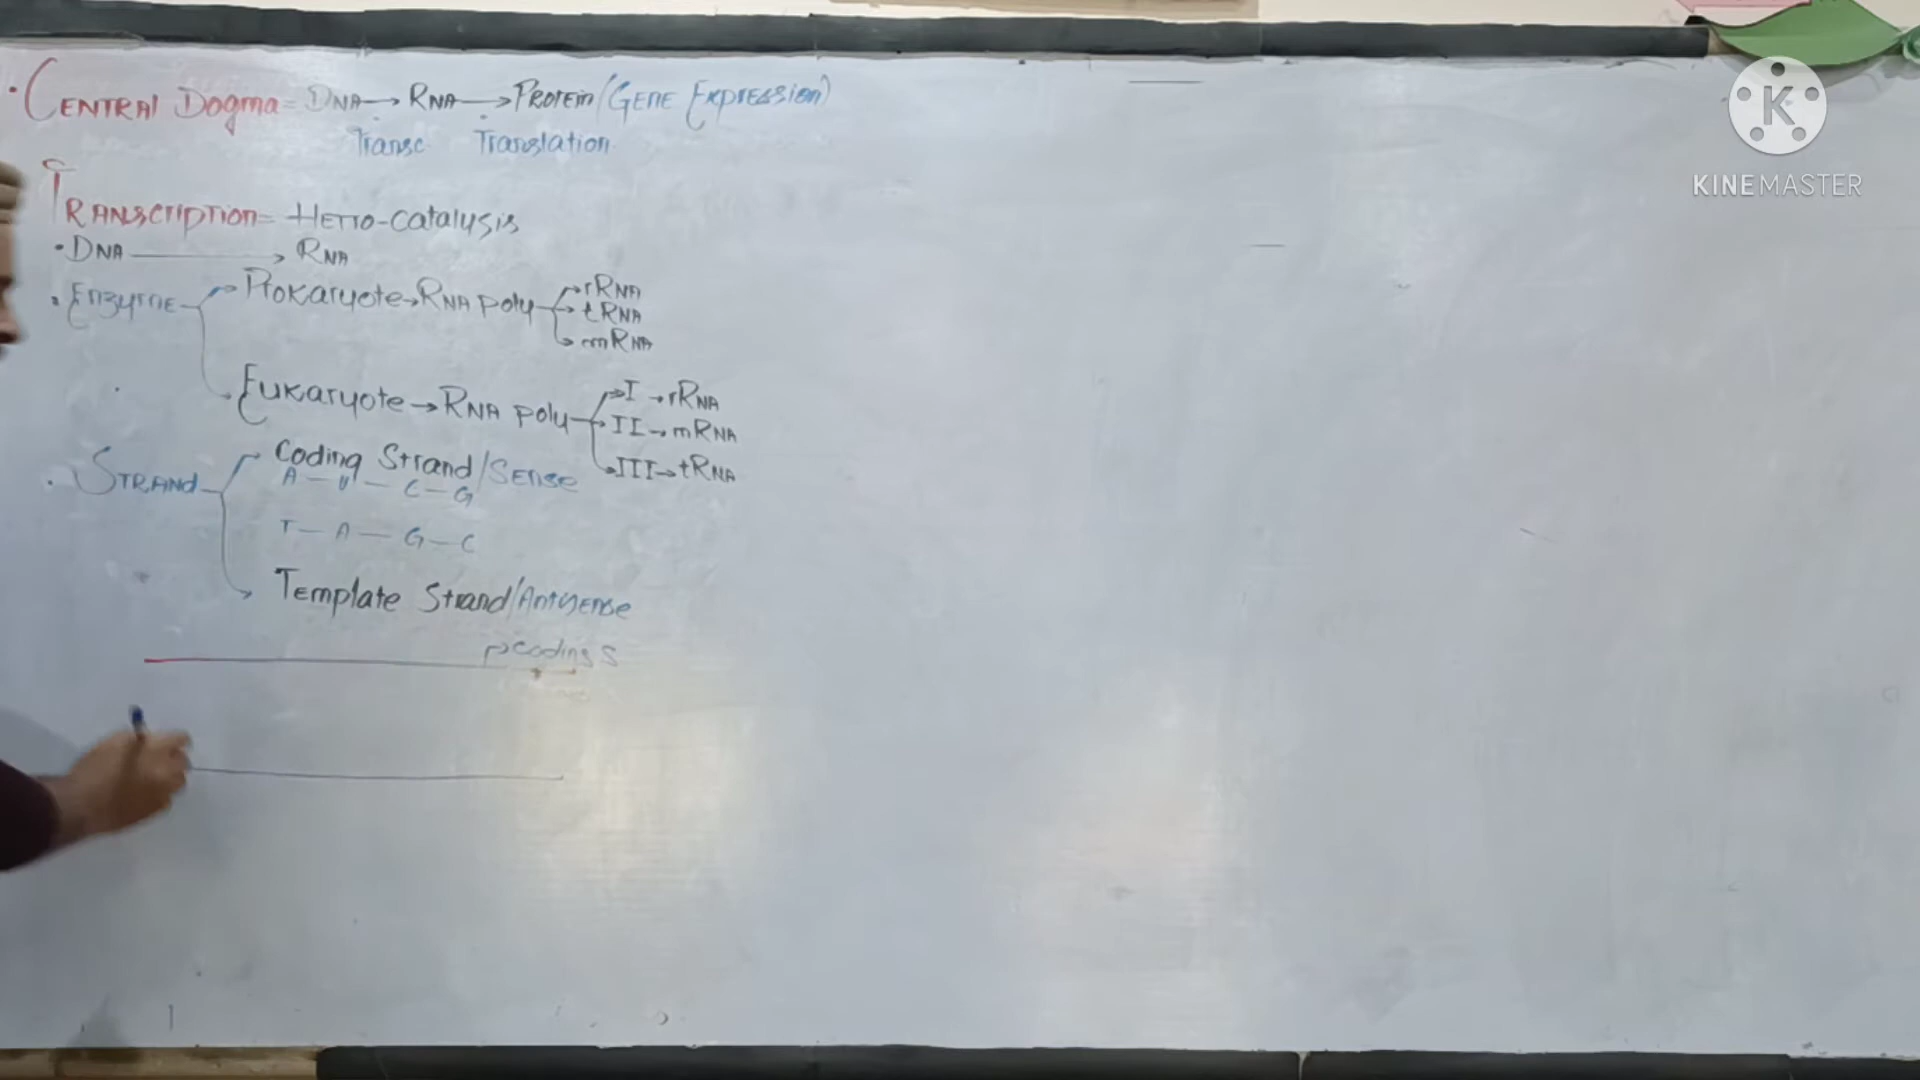 • Central Dogma = DNA → RNA → Protein (Gene Expression)
Transc Translation
Transcription = Hetro-catalysis
• DNA → RNA
• Enzyme
Prokaryote → RNA poly
→ rRNA
→ tRNA
→ mRNA
Eukaryote → RNA poly
→ I → rRNA
→ II → mRNA
→ III → tRNA
• Strand
Coding Strand/Sense
A — U — C — G
T — A — G — C
Template Strand/Antisense
coding s
KINEMASTER